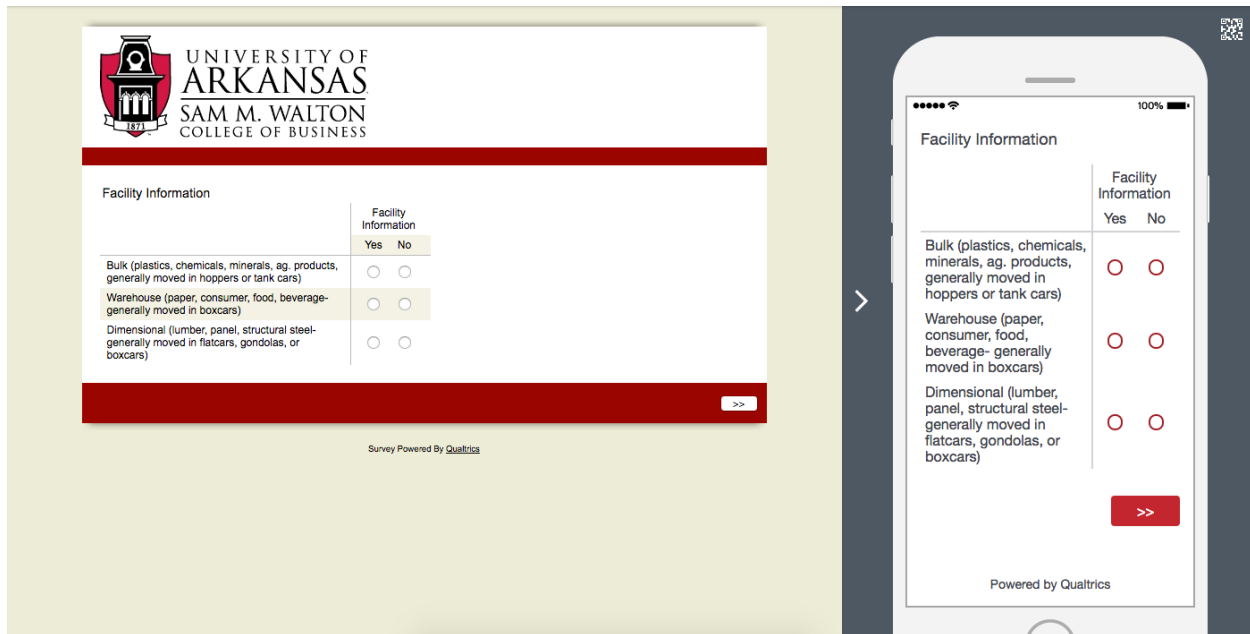 UNIVERSITY OF
ARKANSAS
SAM M. WALTON
COLLEGE OF BUSINESS
1871
Facility Information
Facility
Information
Yes No
Bulk (plastics, chemicals, minerals, ag. products,
generally moved in hoppers or tank cars)
Warehouse (paper, consumer, food, beverage-
generally moved in boxcars)
Dimensional (lumber, panel, structural steel-
generally moved in flatcars, gondolas, or
boxcars)
>>
Survey Powered By Qualtrics
100%
Facility Information
Facility
Information
Yes No
Bulk (plastics, chemicals,
minerals, ag. products,
generally moved in
hoppers or tank cars)
Warehouse (paper,
consumer, food,
beverage- generally
moved in boxcars)
Dimensional (lumber,
panel, structural steel-
generally moved in
flatcars, gondolas, or
boxcars)
>>
Powered by Qualtrics